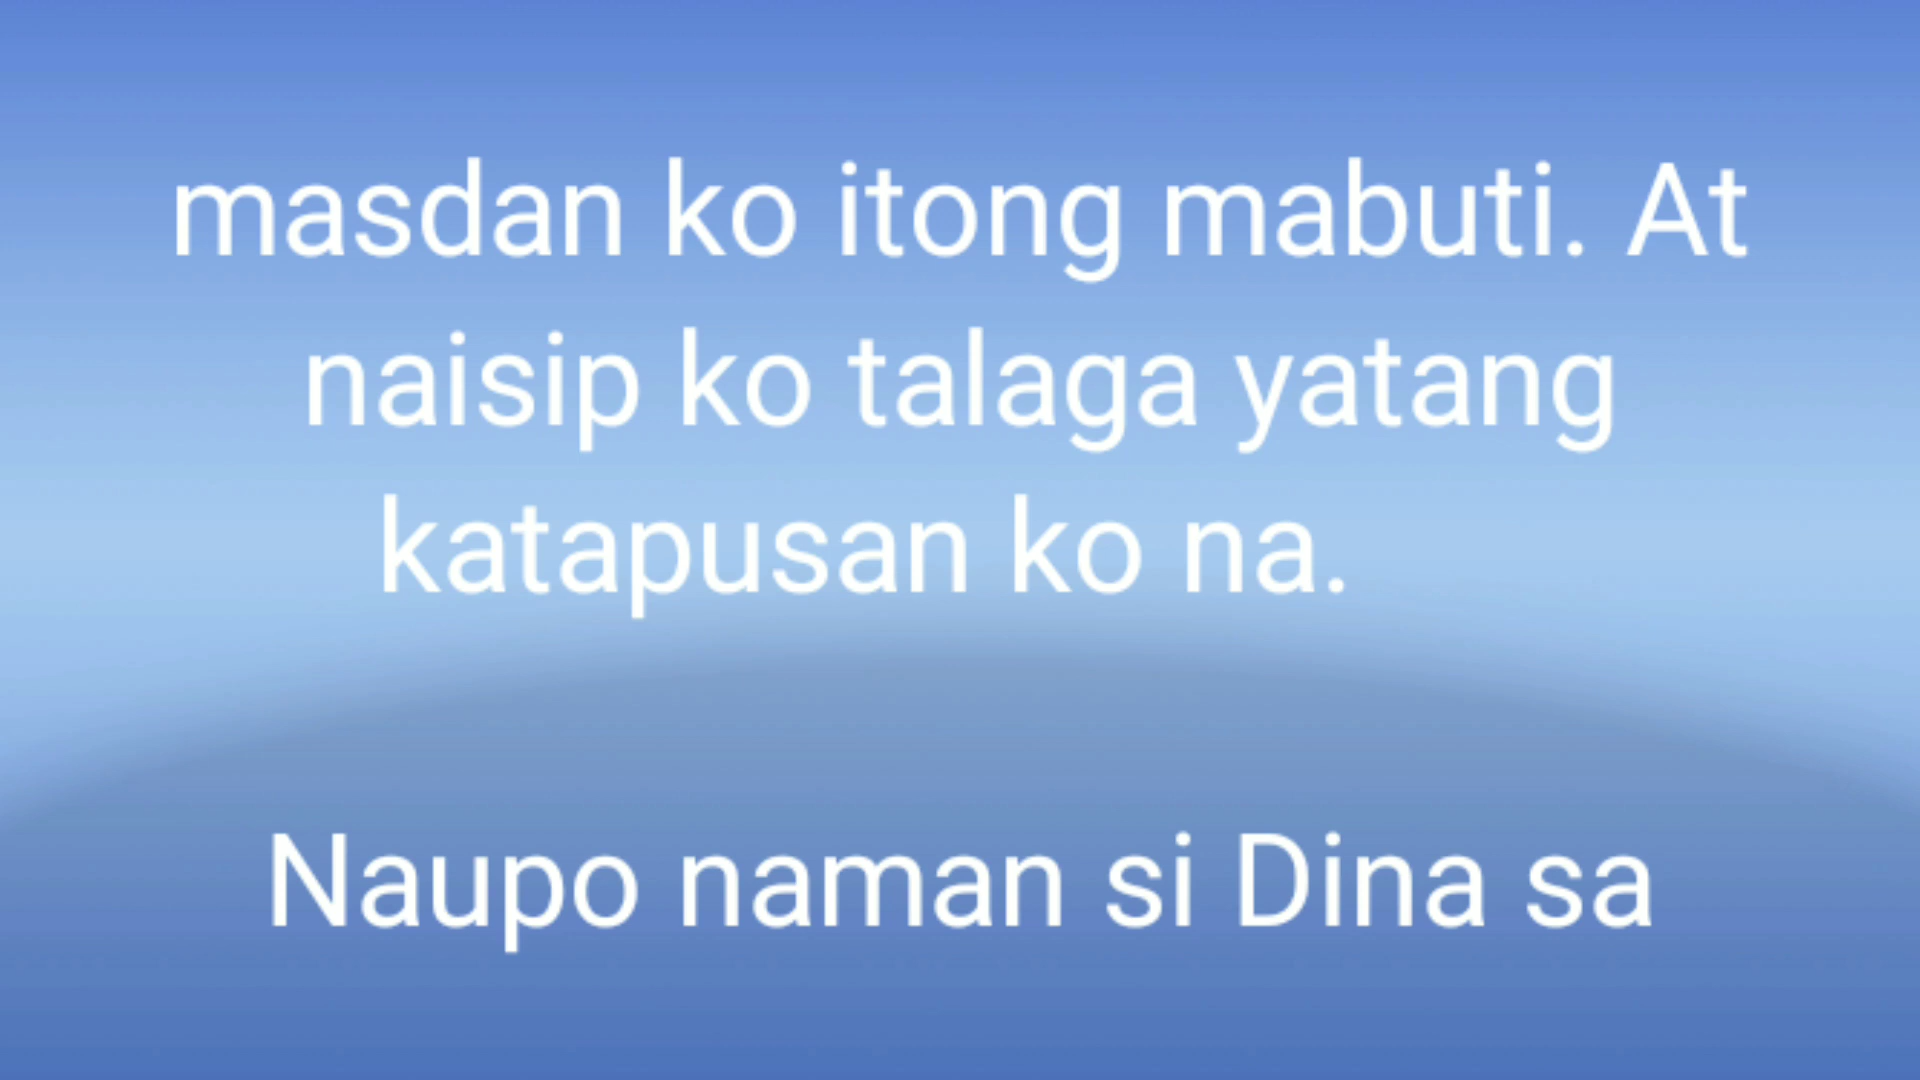 masdan ko itong mabuti. At
naisip ko talaga yatang
katapusan ko na.
Naupo naman si Dina sa